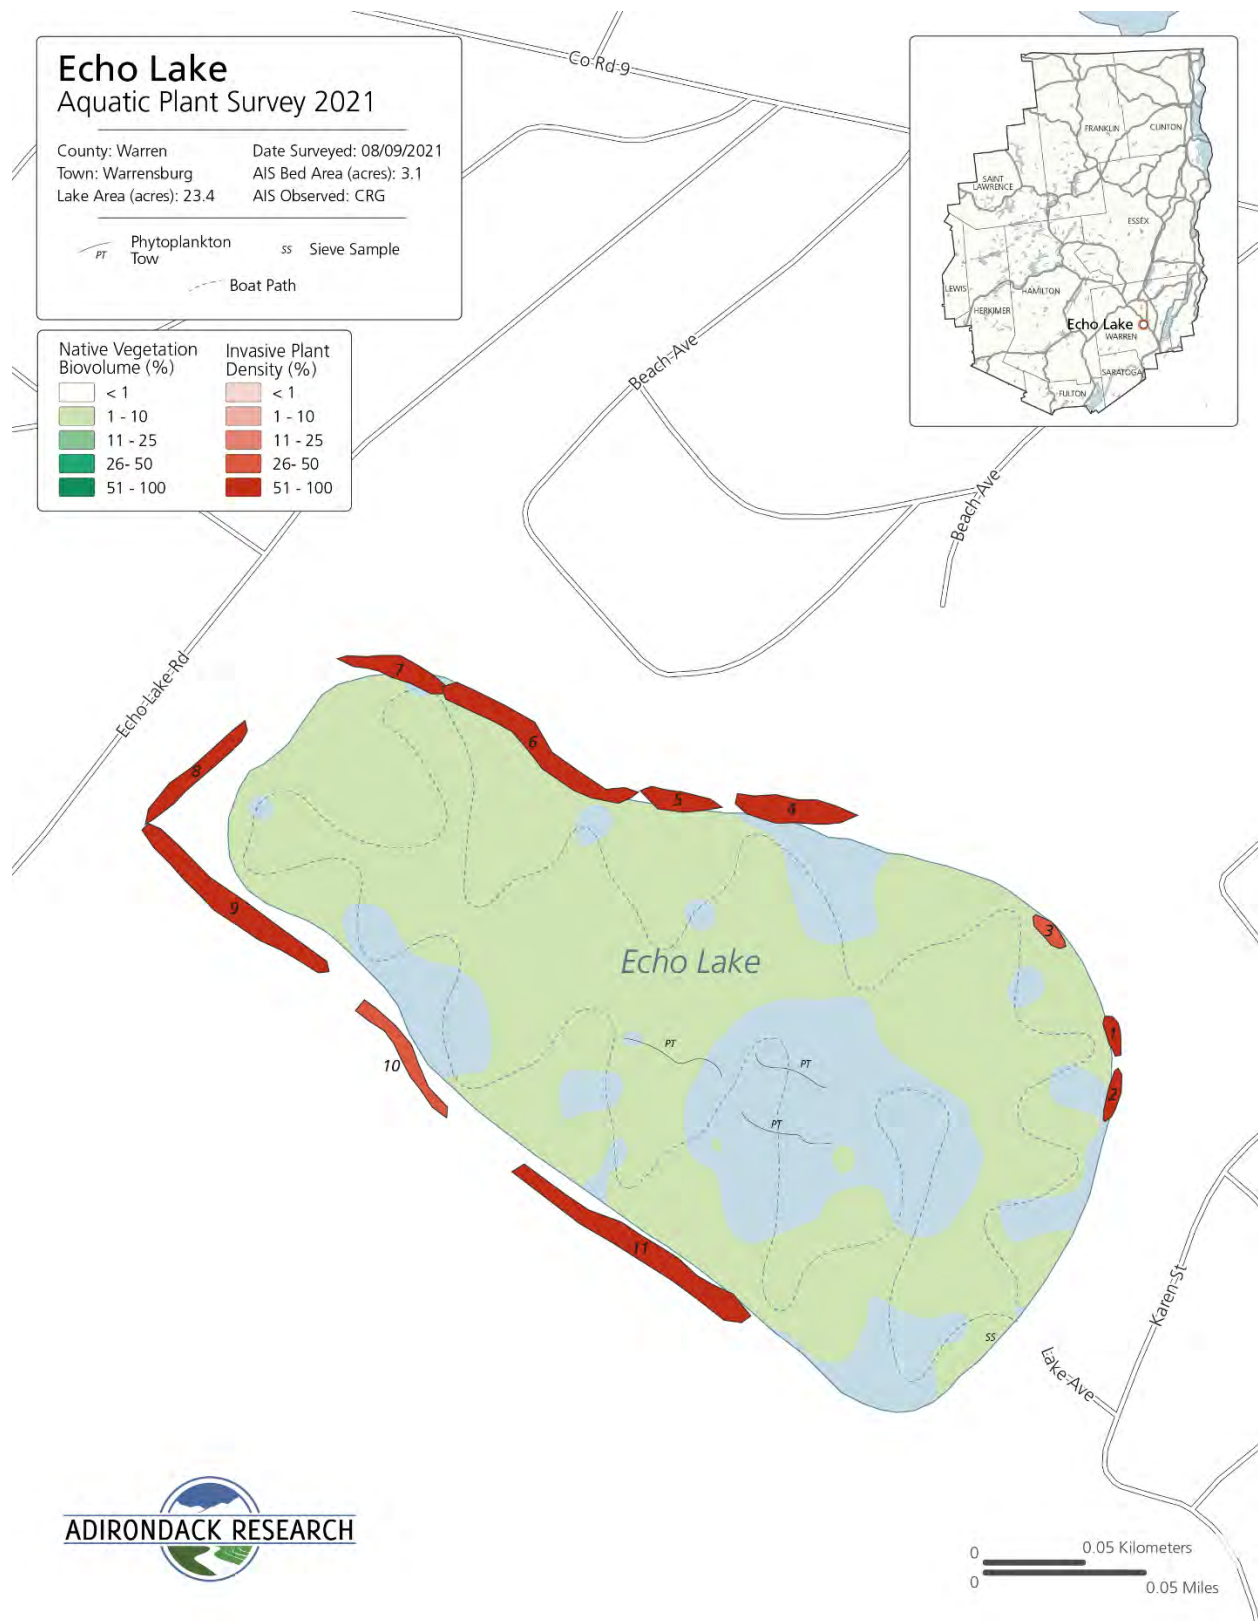 Echo Lake
Aquatic Plant Survey 2021
County: Warren
Date Surveyed: 08/09/2021
Town: Warrensburg
AIS Bed Area (acres): 3.1
Lake Area (acres): 23.4
AIS Observed: CRG
PT
Phytoplankton
Tow
SS
Sieve Sample
Boat Path
Native Vegetation
Biovolume (%)
< 1
1 - 10
11 - 25
26- 50
51 - 100
Invasive Plant
Density (%)
< 1
1 - 10
11 - 25
26- 50
51 - 100
Co Rd 9
FRANKLIN
CLINTON
SAINT
LAWRENCE
ESSEX
LEWIS
HAMILTON
HERKIMER
Echo Lake
WARREN
SARATOGA
FULTON
Beach-Ave
Beach-Ave
Echo-Lake-Rd
7
6
8
5
4
9
3
Echo Lake
1
10
PT
PT
2
PT
11
Karen-St
SS
Lake-Ave
ADIRONDACK RESEARCH
0
0.05 Kilometers
0
0.05 Miles